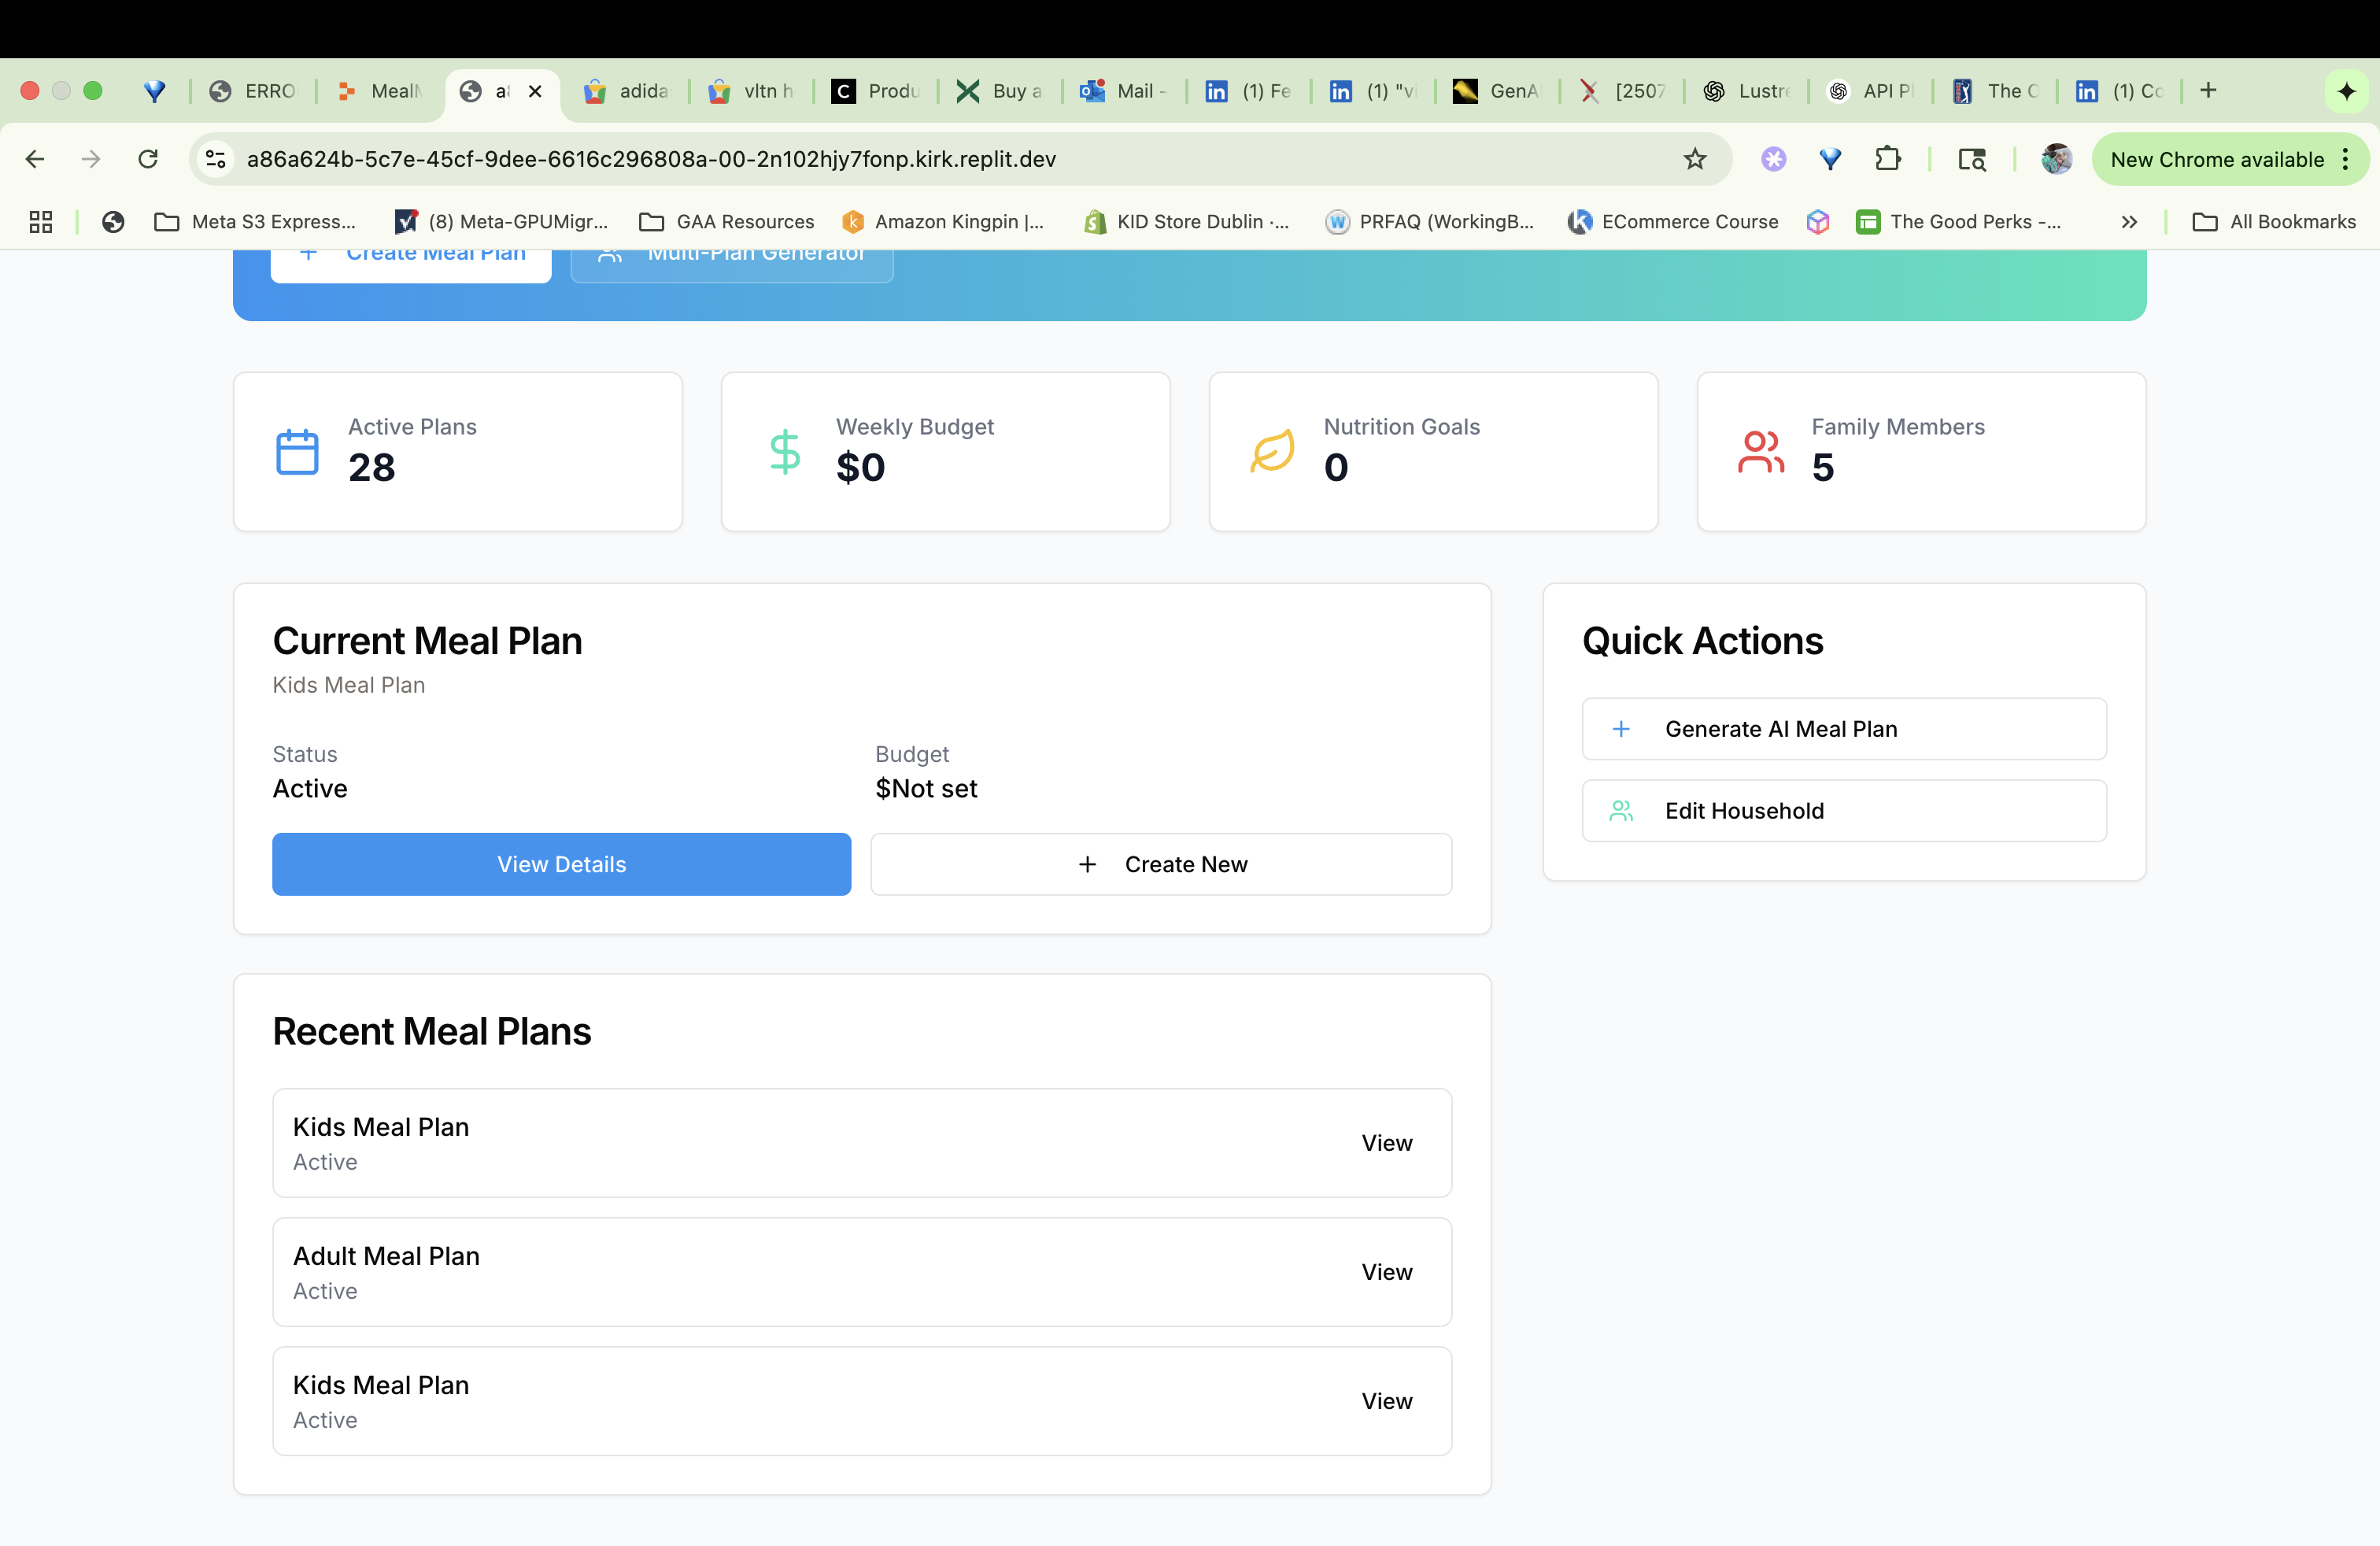 ERRO
MealM
adida
vltn h
Produ
Buy a
Mail -
(1) Fe
(1) "vi
GenA
[2507
Lustre
API Pl
The O
(1) Co
a86a624b-5c7e-45cf-9dee-6616c296808a-00-2n102hjy7fonp.kirk.replit.dev
New Chrome available
Meta S3 Express...
(8) Meta-GPUMigr...
GAA Resources
Amazon Kingpin |...
KID Store Dublin ·...
PRFAQ (WorkingB...
ECommerce Course
The Good Perks -...
All Bookmarks
Create Meal Plan
Multi-Plan Generator
Active Plans
28
Weekly Budget
$0
Nutrition Goals
0
Family Members
5
Current Meal Plan
Kids Meal Plan
Status
Active
Budget
$Not set
View Details
Create New
Quick Actions
Generate AI Meal Plan
Edit Household
Recent Meal Plans
Kids Meal Plan
Active
View
Adult Meal Plan
Active
View
Kids Meal Plan
Active
View